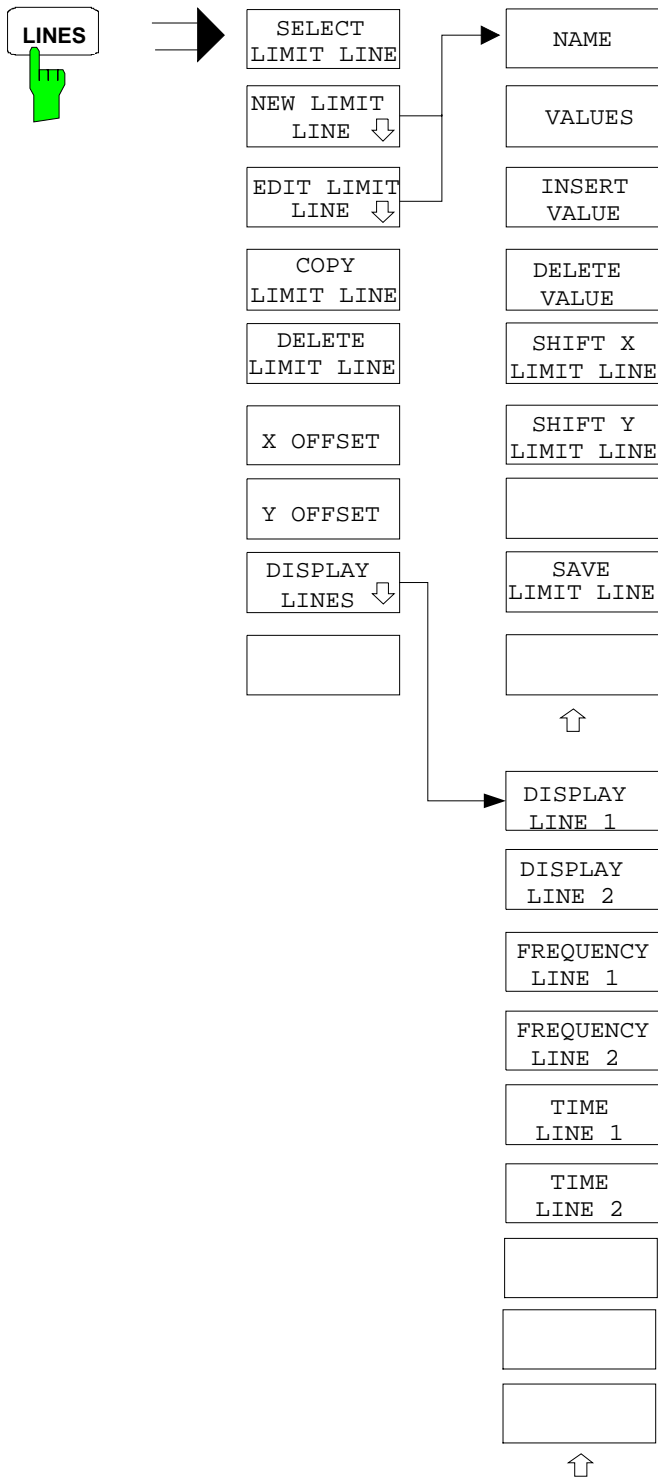 LINES
SELECT
LIMIT LINE
NEW LIMIT
LINE
EDIT LIMIT
LINE
COPY
LIMIT LINE
DELETE
LIMIT LINE
X OFFSET
Y OFFSET
DISPLAY
LINES
NAME
VALUES
INSERT
VALUE
DELETE
VALUE
SHIFT X
LIMIT LINE
SHIFT Y
LIMIT LINE
SAVE
LIMIT LINE
DISPLAY
LINE 1
DISPLAY
LINE 2
FREQUENCY
LINE 1
FREQUENCY
LINE 2
TIME
LINE 1
TIME
LINE 2